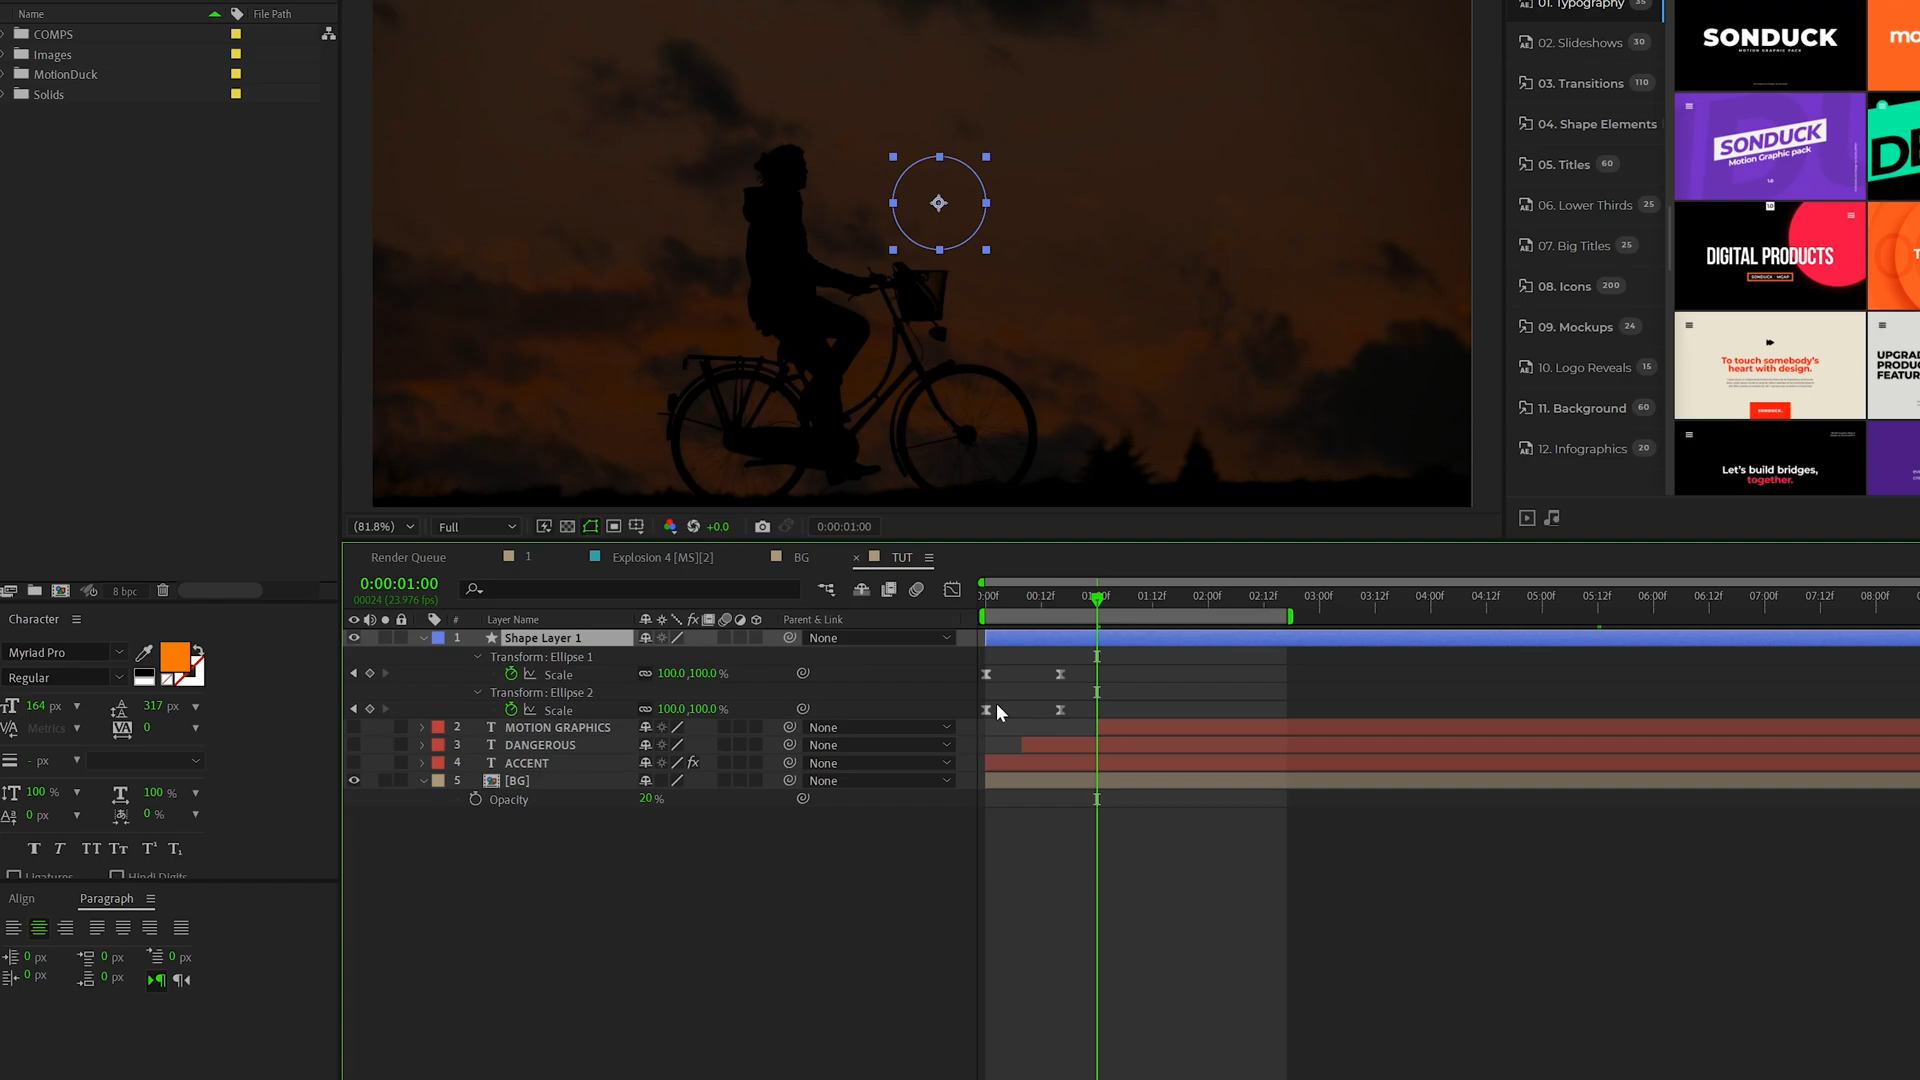 Name
File Path
COMPS
Images
MotionDuck
Solids
01. Typography 35
02. Slideshows 30
03. Transitions 110
04. Shape Elements
05. Titles 60
06. Lower Thirds 25
07. Big Titles 25
08. Icons 200
09. Mockups 24
10. Logo Reveals 15
11. Background 60
12. Infographics 20
SONDUCK
MOTION GRAPHIC PACK
SONDUCK
Motion Graphic pack
1.0
DIGITAL PRODUCTS
SONDUCK - MGAP
To touch somebody's
heart with design.
SONDUCK.
UPGRA
PRODU
FEATUR
Let's build bridges,
together.
(81.8%)
Full
+0.0
0:00:01:00
8 bpc
Render Queue
1
Explosion 4 [MS][2]
BG
× TUT
0:00:01:00
00024 (23.976 fps)
# Layer Name
fx
Parent & Link
0:00f 00:12f 01:00f 01:12f 02:00f 02:12f 03:00f 03:12f 04:00f 04:12f 05:00f 05:12f 06:00f 06:12f 07:00f 07:12f 08:00f
1 Shape Layer 1 None
Transform: Ellipse 1
Scale 100.0,100.0 %
Transform: Ellipse 2
Scale 100.0,100.0 %
2 T MOTION GRAPHICS None
3 T DANGEROUS None
4 T ACCENT fx None
5 [BG] None
Opacity 20 %
Character
Myriad Pro
Regular
164 px
317 px
Metrics
0
- px
100 %
100 %
0 px
0 %
T T TT Tт T¹ T₁
Ligatures
Hindi Digits
Align
Paragraph
0 px
0 px
0 px
0 px
0 px